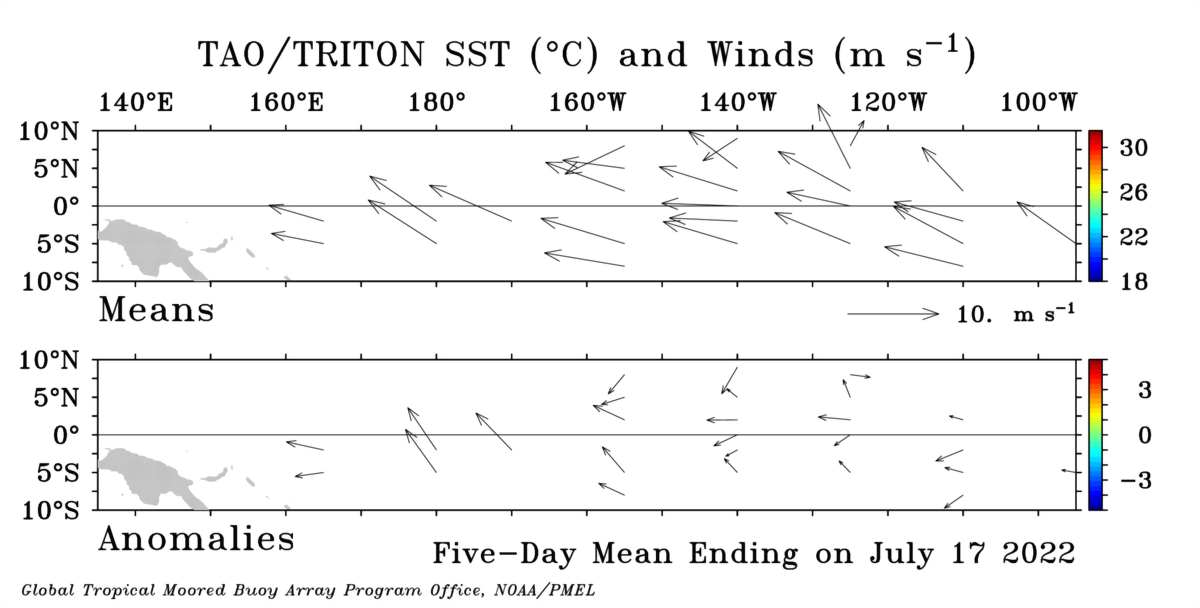 TAO/TRITON SST (°C) and Winds (m s⁻¹)
140°E 160°E 180° 160°W 140°W 120°W 100°W
10°N
5°N
0°
5°S
10°S
30
26
22
18
Means
10. m s⁻¹
10°N
5°N
0°
5°S
10°S
3
0
−3
Anomalies
Five−Day Mean Ending on July 17 2022
Global Tropical Moored Buoy Array Program Office, NOAA/PMEL